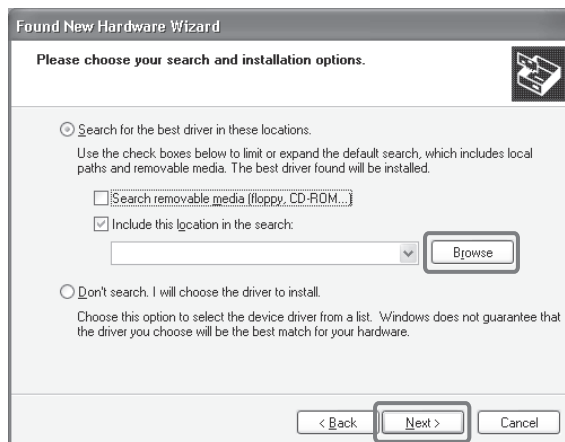 Found New Hardware Wizard
Please choose your search and installation options.
Search for the best driver in these locations.
Use the check boxes below to limit or expand the default search, which includes local
paths and removable media. The best driver found will be installed.
Search removable media (floppy, CD-ROM...)
Include this location in the search:
Browse
Don't search. I will choose the driver to install.
Choose this option to select the device driver from a list. Windows does not guarantee that
the driver you choose will be the best match for your hardware.
< Back Next > Cancel